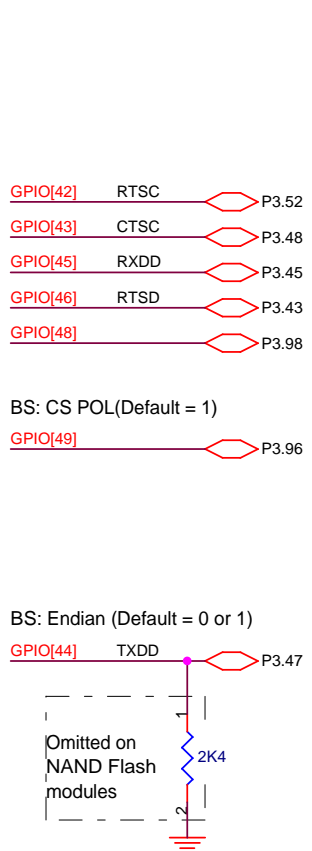 GPIO[42] RTSC P3.52
GPIO[43] CTSC P3.48
GPIO[45] RXDD P3.45
GPIO[46] RTSD P3.43
GPIO[48] P3.98
BS: CS POL(Default = 1)
GPIO[49] P3.96
BS: Endian (Default = 0 or 1)
GPIO[44] TXDD P3.47
1
Omitted on
NAND Flash
modules
2K4
2